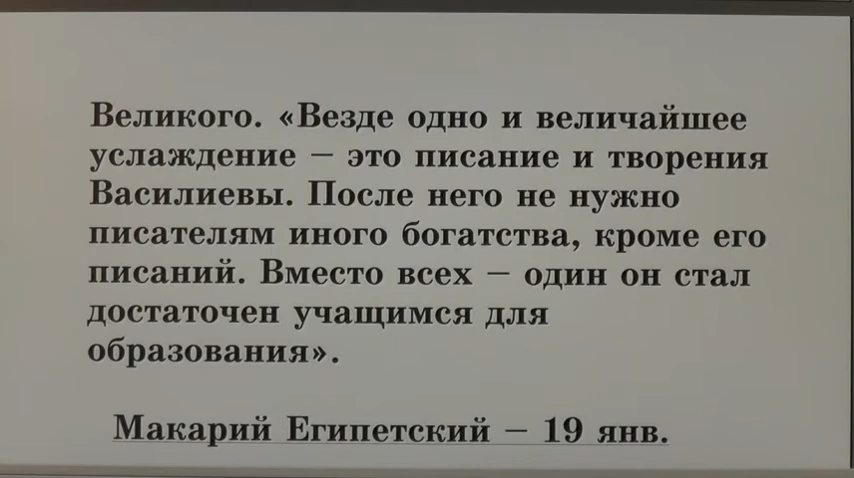 Великого. «Везде одно и величайшее
услаждение – это писание и творения
Василиевы. После него не нужно
писателям иного богатства, кроме его
писаний. Вместо всех – один он стал
достаточен учащимся для
образования».
Макарий Египетский – 19 янв.